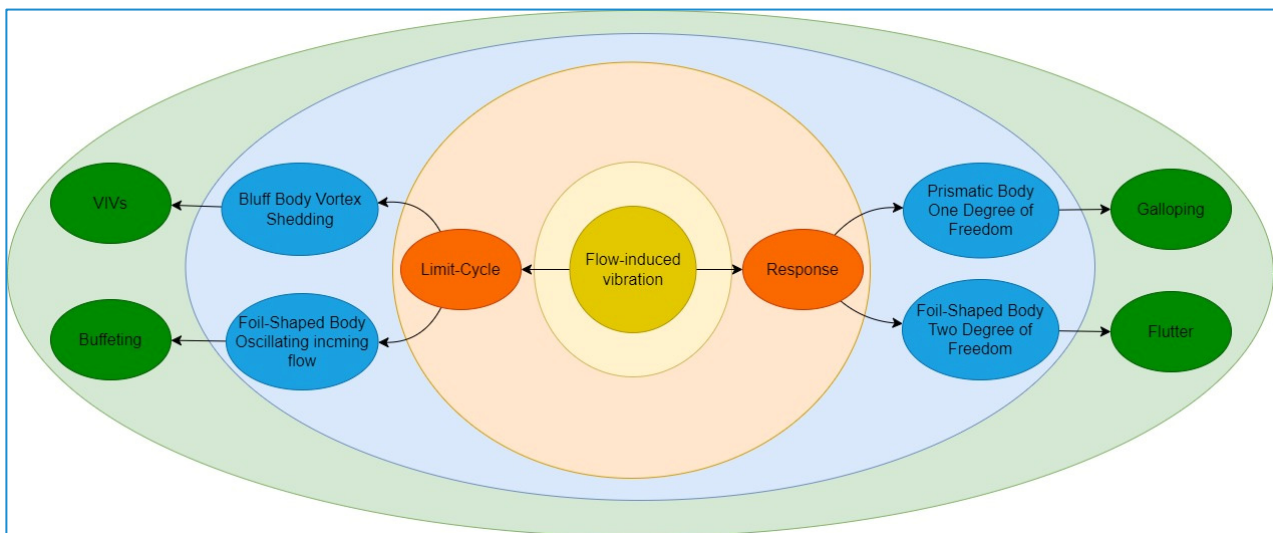 VIVs
Bluff Body Vortex
Shedding
Limit-Cycle
Flow-induced
vibration
Response
Prismatic Body
One Degree of
Freedom
Galloping
Buffeting
Foil-Shaped Body
Oscillating incming
flow
Foil-Shaped Body
Two Degree of
Freedom
Flutter